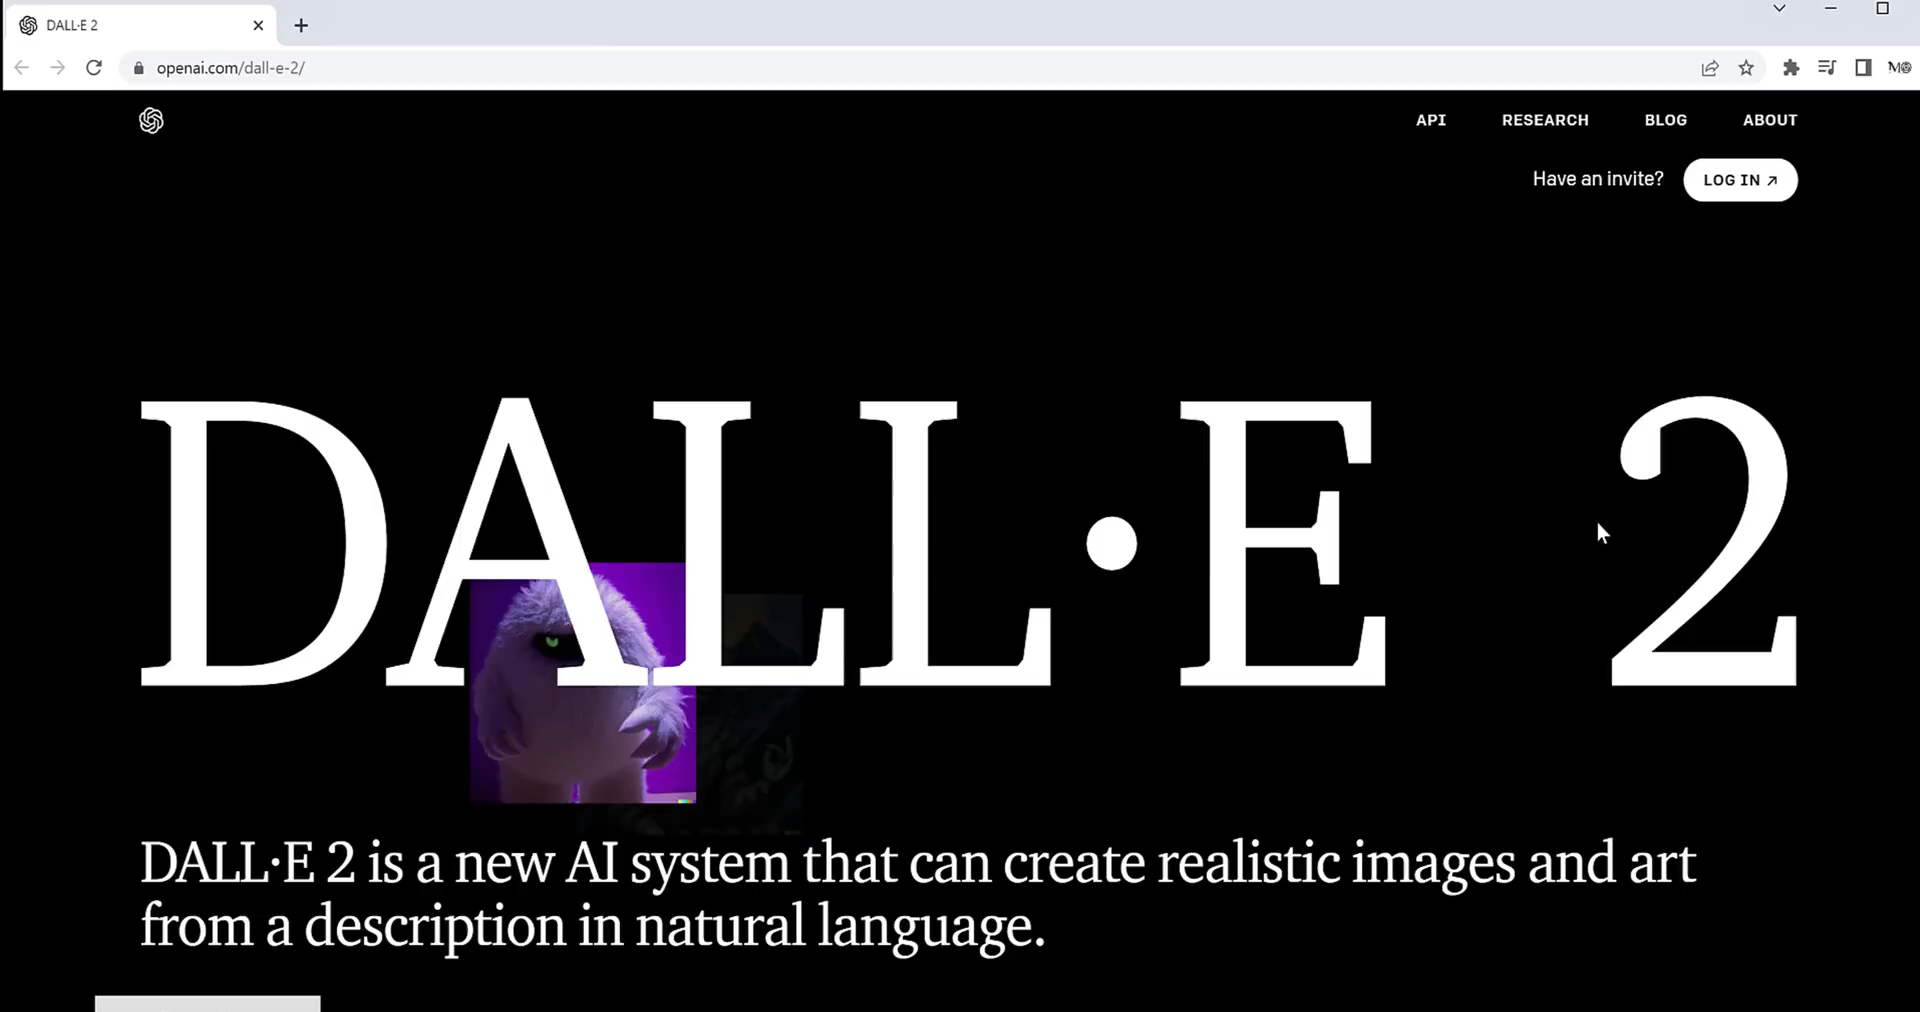 DALL·E 2
openai.com/dall-e-2/
API RESEARCH BLOG ABOUT
Have an invite? LOG IN ↗
DALL·E 2
DALL·E 2 is a new AI system that can create realistic images and art
from a description in natural language.